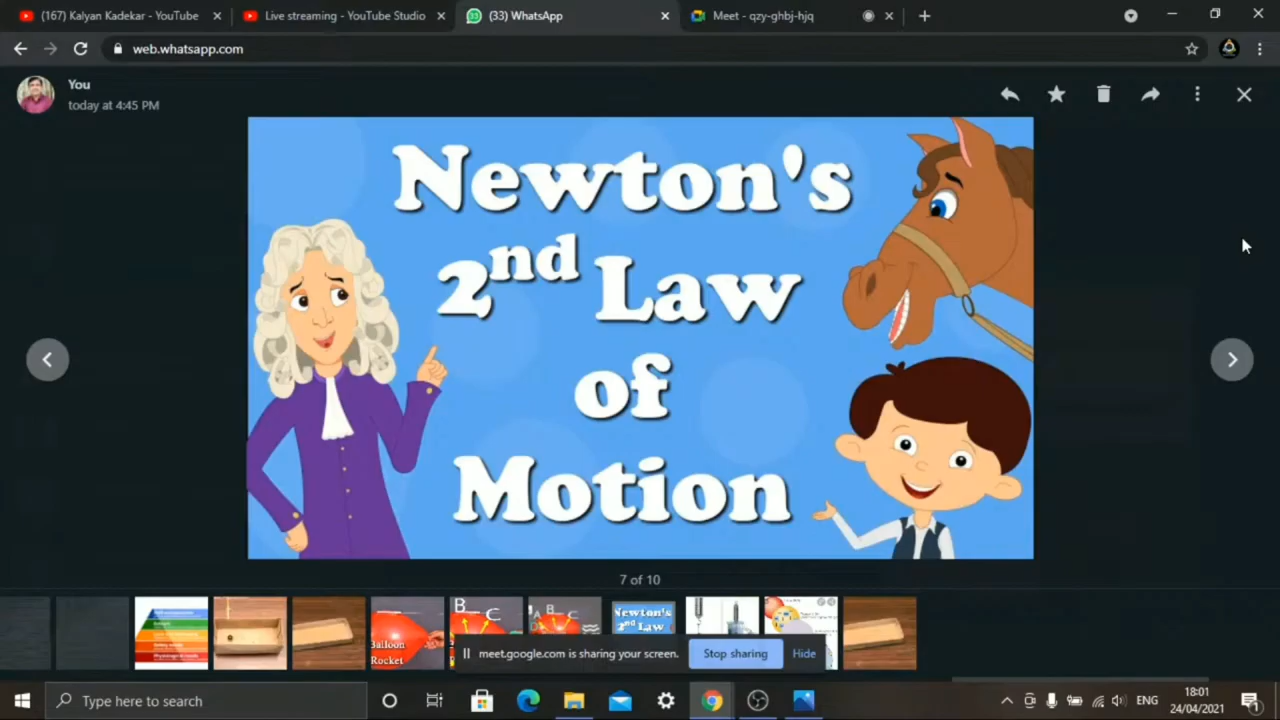 (167) Kalyan Kadekar - YouTube
Live streaming - YouTube Studio
(33) WhatsApp
Meet - qzy-ghbj-hjq
web.whatsapp.com
You
today at 4:45 PM
Newton's
2nd Law
of
Motion
7 of 10
Balloon
Rocket
B
C
A
B
C
Newton's
2nd Law
meet.google.com is sharing your screen.
Stop sharing
Hide
Type here to search
ENG
18:01
24/04/2021
1